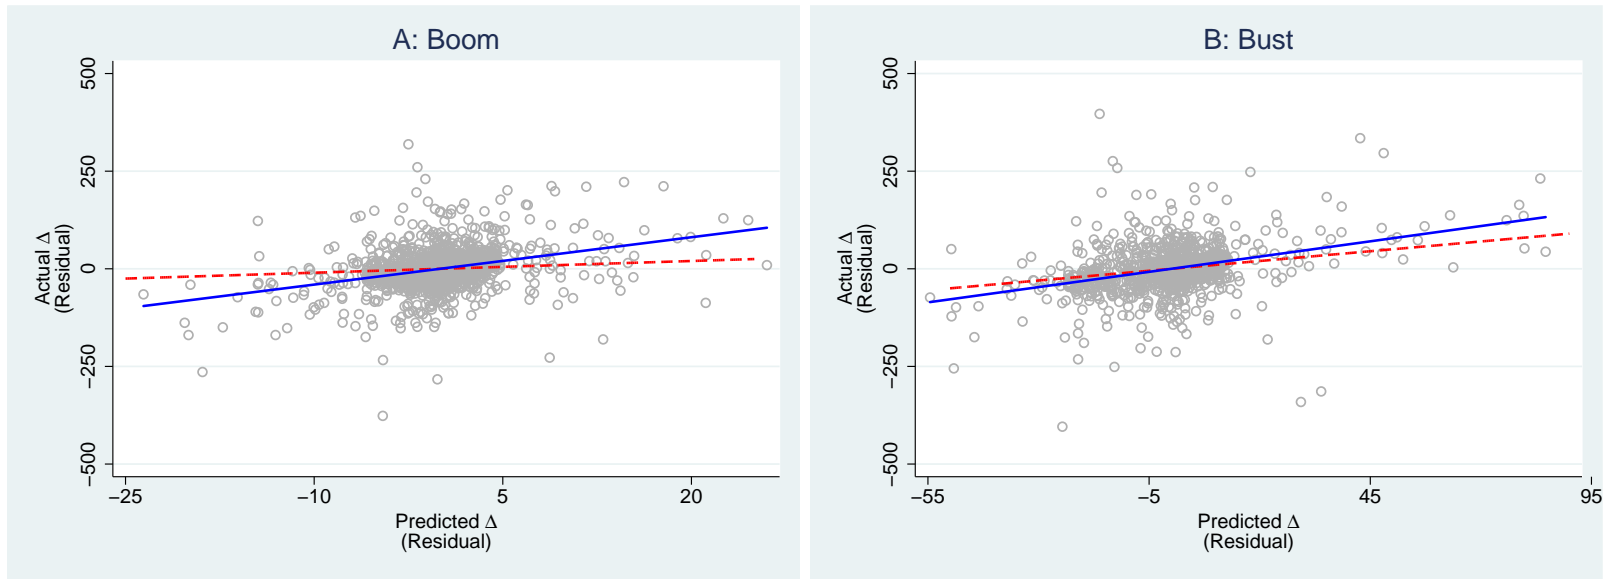 A: Boom
500
250
0
−250
−500
Actual Δ
(Residual)
−25
−10
5
20
Predicted Δ
(Residual)
B: Bust
500
250
0
−250
−500
Actual Δ
(Residual)
−55
−5
45
95
Predicted Δ
(Residual)